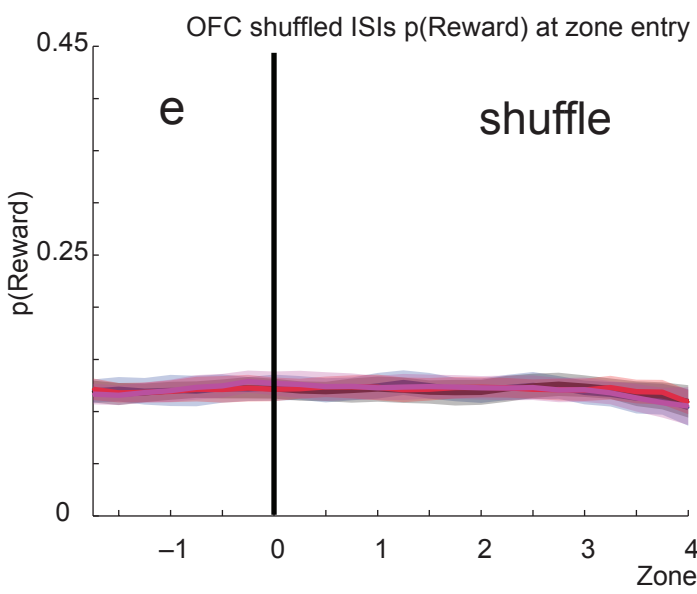 OFC shuffled ISIs p(Reward) at zone entry
0.45
e
shuffle
p(Reward)
0.25
0
–1 0 1 2 3 4
Zone